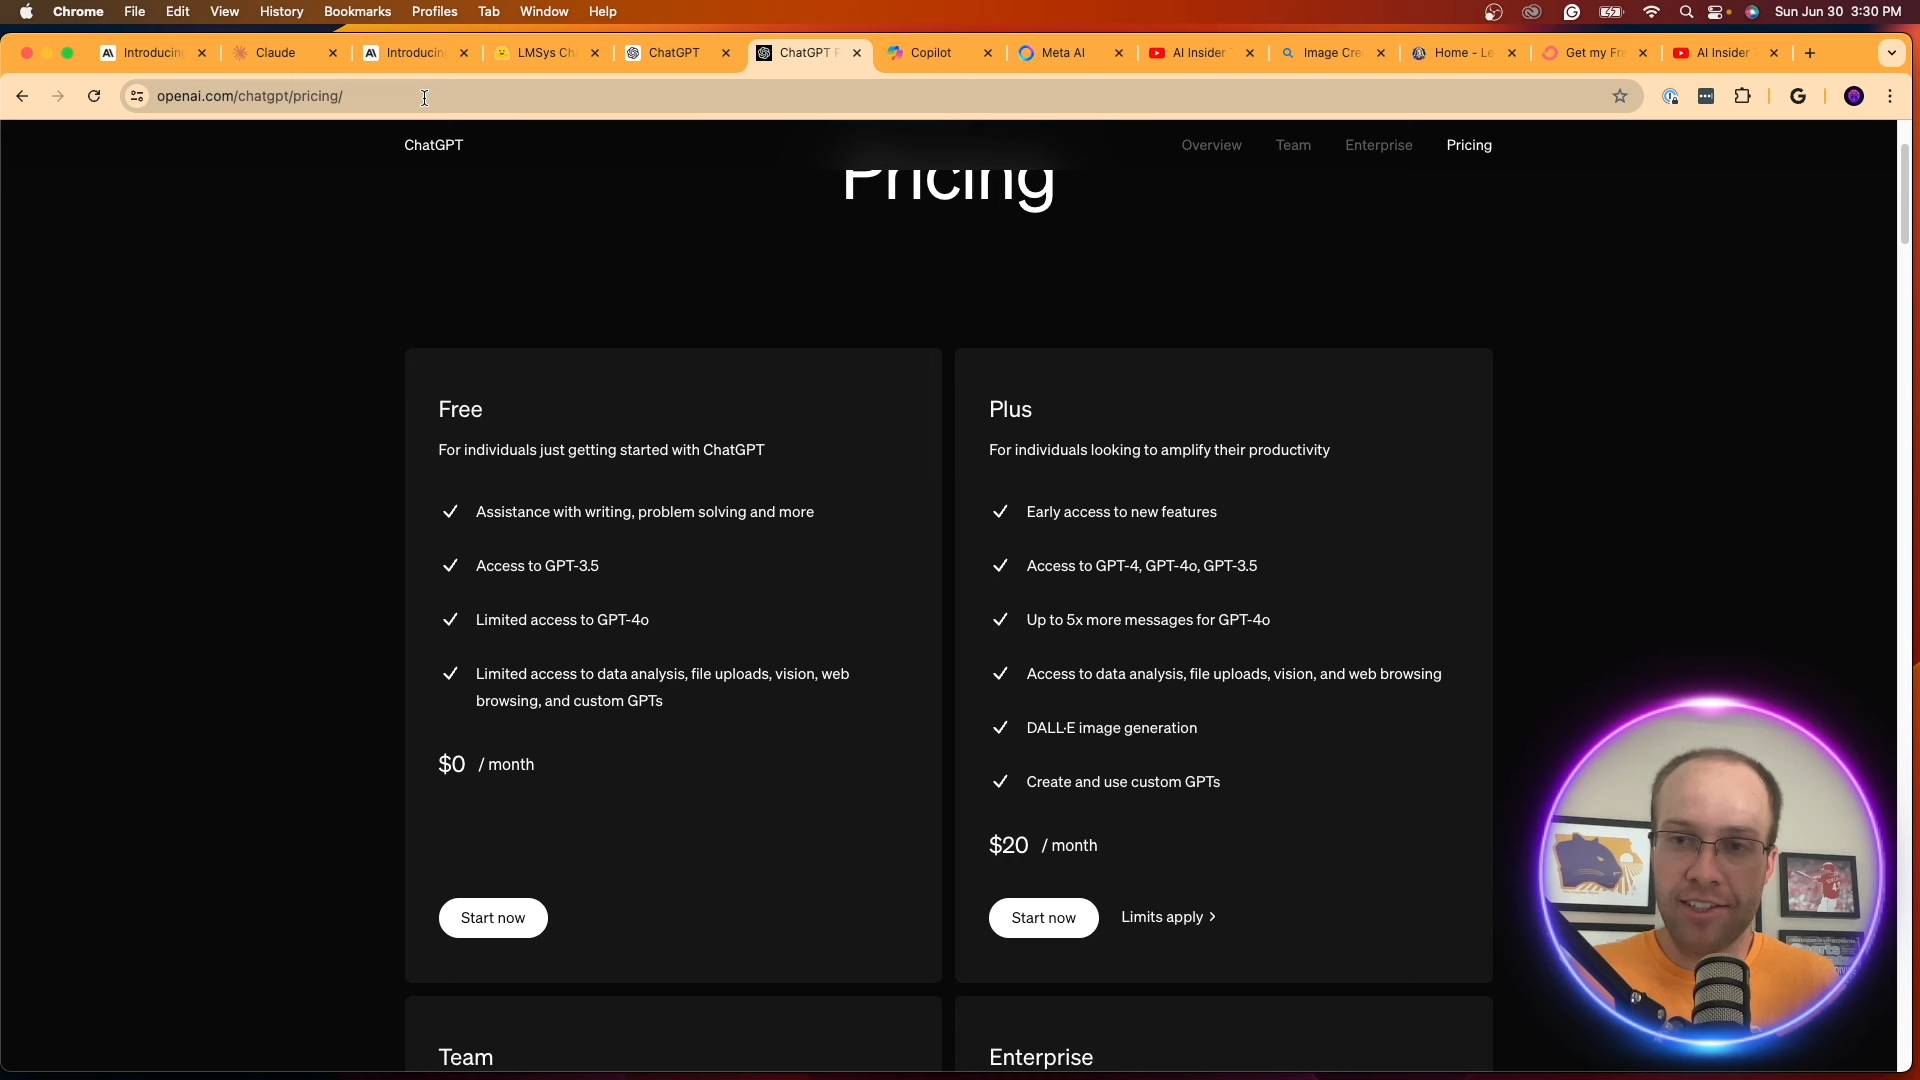 Chrome File Edit View History Bookmarks Profiles Tab Window Help Sun Jun 30 3:30 PM
Introducin Claude Introducin LMSys Ch ChatGPT ChatGPT P Copilot Meta AI AI Insider Image Cre Home - Le Get my Fre AI Insider
openai.com/chatgpt/pricing/
ChatGPT Overview Team Enterprise Pricing
Pricing
Free
For individuals just getting started with ChatGPT
Assistance with writing, problem solving and more
Access to GPT-3.5
Limited access to GPT-4o
Limited access to data analysis, file uploads, vision, web
browsing, and custom GPTs
$0 / month
Start now
Plus
For individuals looking to amplify their productivity
Early access to new features
Access to GPT-4, GPT-4o, GPT-3.5
Up to 5x more messages for GPT-4o
Access to data analysis, file uploads, vision, and web browsing
DALL·E image generation
Create and use custom GPTs
$20 / month
Start now Limits apply >
Team
Enterprise